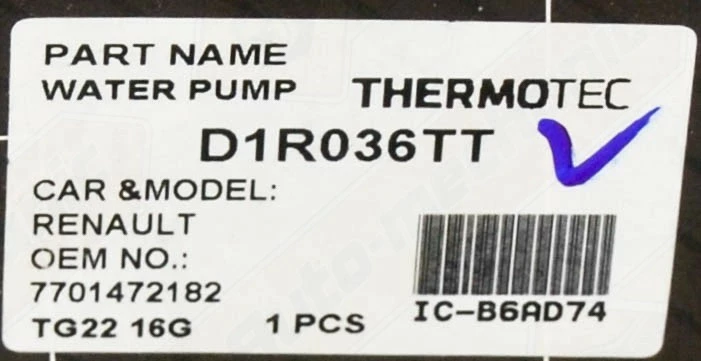 PART NAME
WATER PUMP
THERMOTEC
D1R036TT
CAR &MODEL:
RENAULT
OEM NO.:
7701472182
TG22 16G
1 PCS
IC-B6AD74